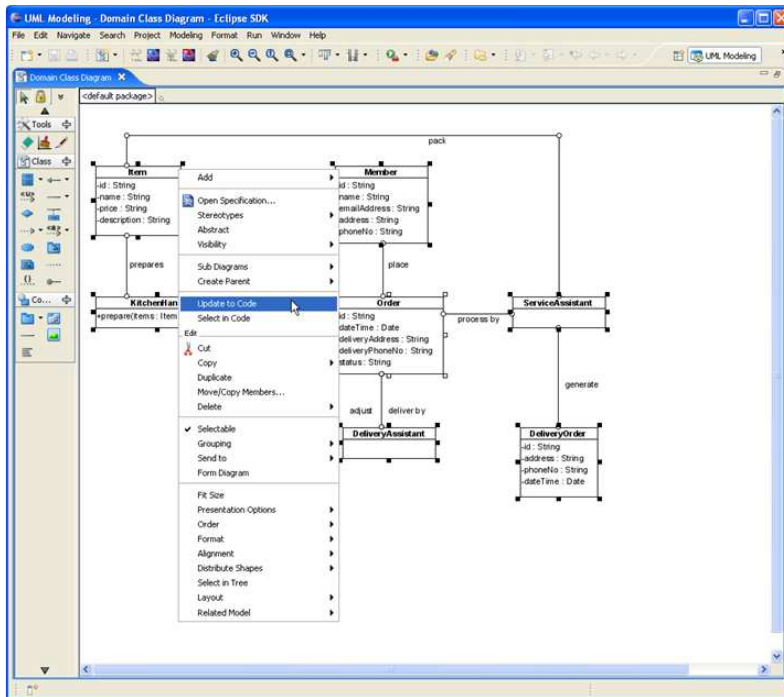 UML Modeling - Domain Class Diagram - Eclipse SDK
File Edit Navigate Search Project Modeling Format Run Window Help
UML Modeling
Domain Class Diagram
<default package>
Tools
Class
Co...
pack
Item
-id : String
-name : String
-price : String
-description : String
Member
id : String
name : String
emailAddress : String
address : String
phoneNo : String
prepares
place
KitchenHan
+prepare(items : Item
Order
id : String
dateTime : Date
deliveryAddress : String
deliveryPhoneNo : String
status : String
process by
ServiceAssistant
generate
adjust
deliver by
DeliveryAssistant
DeliveryOrder
-id : String
-address : String
-phoneNo : String
-dateTime : Date
Add
Open Specification...
Stereotypes
Abstract
Visibility
Sub Diagrams
Create Parent
Update to Code
Select in Code
Edit
Cut
Copy
Duplicate
Move/Copy Members...
Delete
Selectable
Grouping
Send to
Form Diagram
Fit Size
Presentation Options
Order
Format
Alignment
Distribute Shapes
Select in Tree
Layout
Related Model